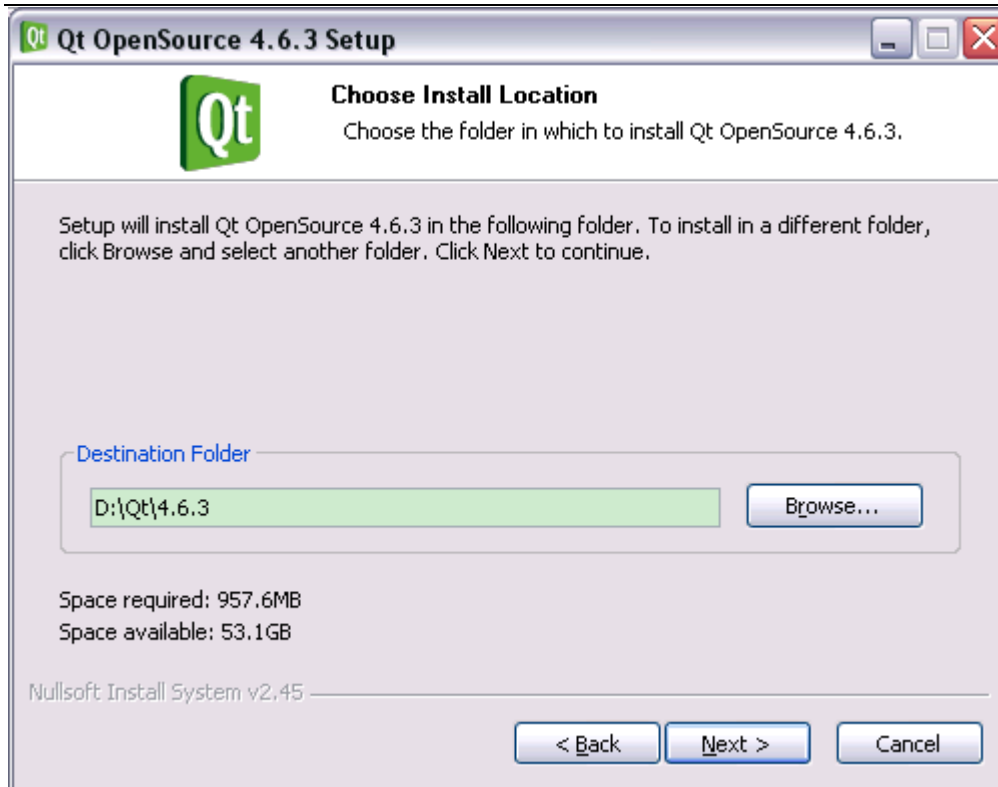 Qt OpenSource 4.6.3 Setup
Qt
Choose Install Location
Choose the folder in which to install Qt OpenSource 4.6.3.
Setup will install Qt OpenSource 4.6.3 in the following folder. To install in a different folder,
click Browse and select another folder. Click Next to continue.
Destination Folder
D:\Qt\4.6.3
Browse...
Space required: 957.6MB
Space available: 53.1GB
Nullsoft Install System v2.45
< Back
Next >
Cancel